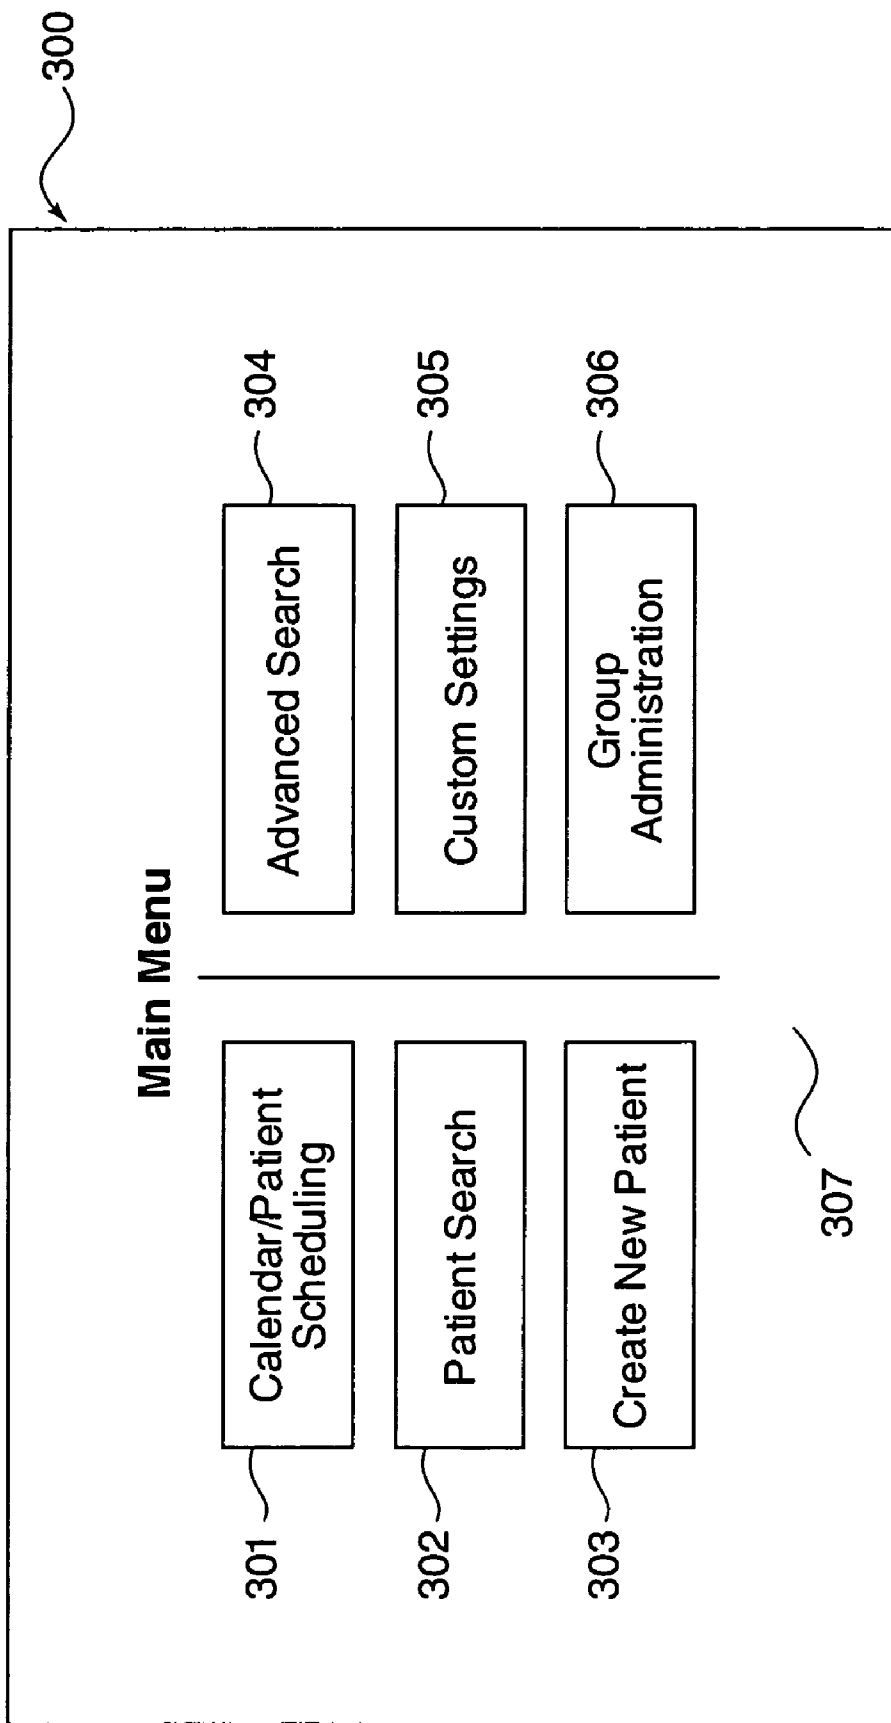 300
Main Menu
301
Calendar/Patient
Scheduling
Advanced Search
304
302
Patient Search
Custom Settings
305
303
Create New Patient
Group
Administration
306
307